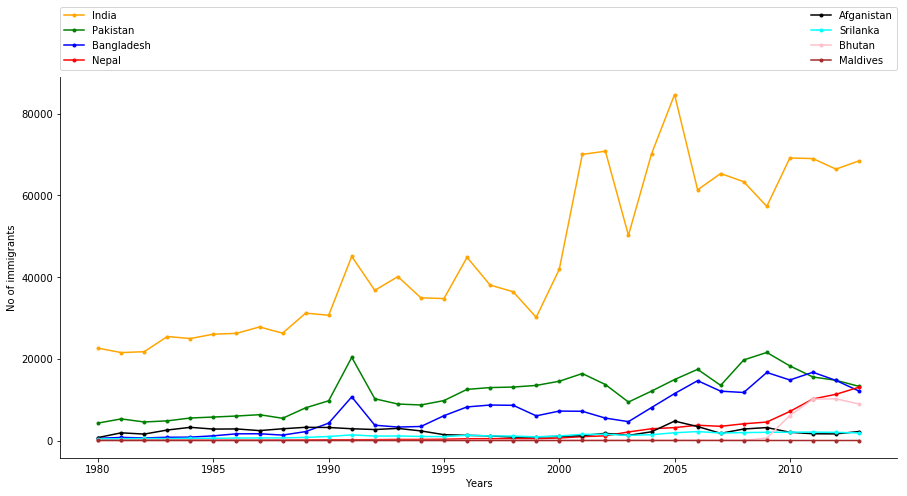 India
Pakistan
Bangladesh
Nepal
Afganistan
Srilanka
Bhutan
Maldives
80000
60000
40000
20000
0
No of immigrants
1980 1985 1990 1995 2000 2005 2010
Years